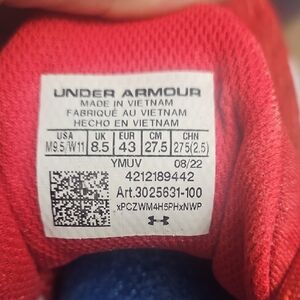 UNDER ARMOUR
MADE IN VIETNAM
FABRIQUÉ AU VIETNAM
HECHO EN VIETNAM
USA UK EUR CM CHN
M9.5/W11 8.5 43 27.5 275(2.5)
YMUV 08/22
4212189442
Art.3025631-100
xPCZWM4H5PHxNWP